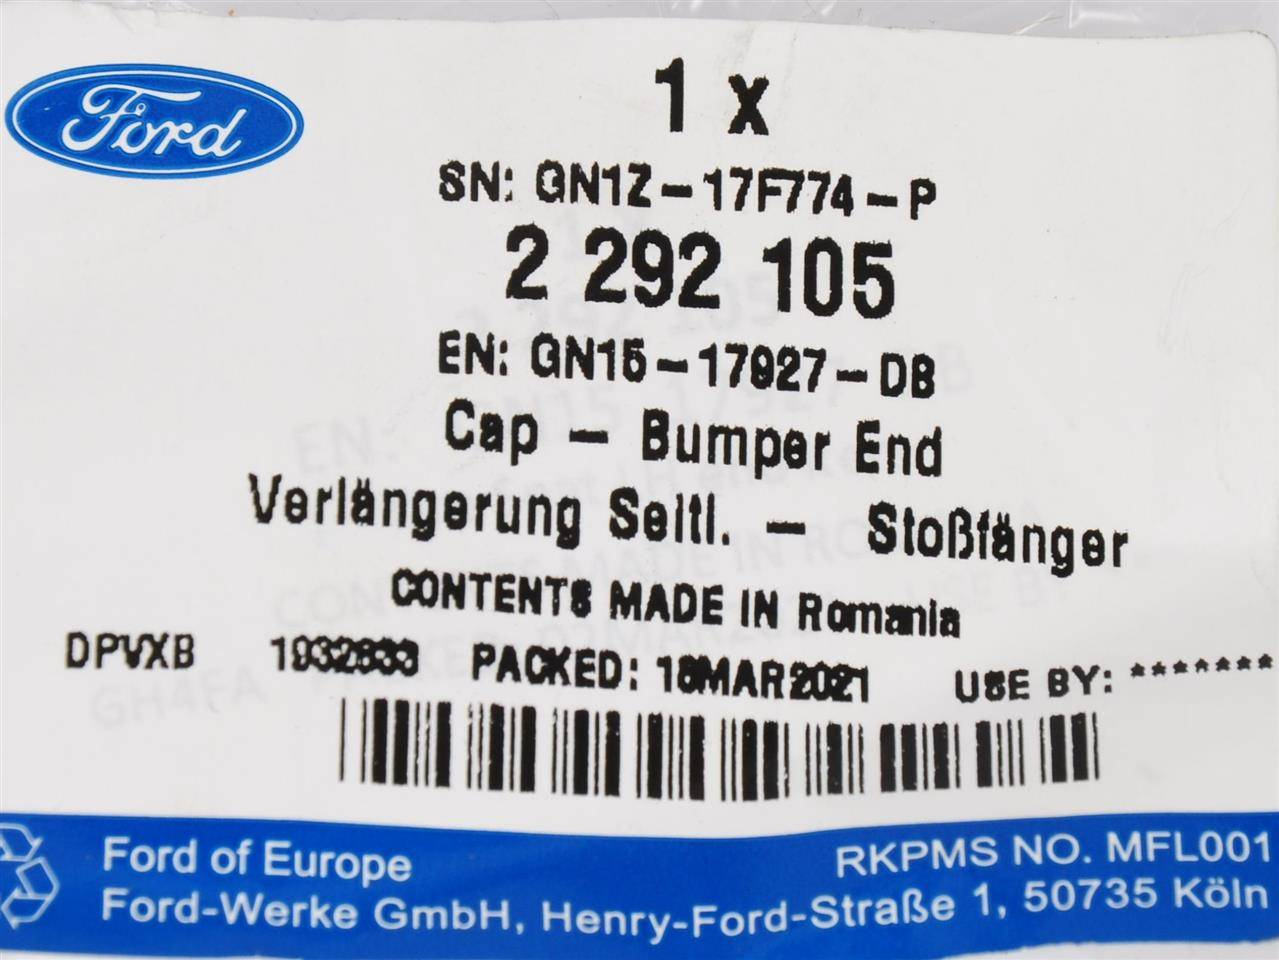 Ford
1 x
SN: GN1Z-17F774-P
2 292 105
EN: GN15-17927-DB
Cap - Bumper End
Verlängerung Seitl. - Stoßfänger
CONTENTS MADE IN Romania
DPVXB 1932833 PACKED: 18MAR2021 USE BY: *******
Ford of Europe RKPMS NO. MFL001
Ford-Werke GmbH, Henry-Ford-Straße 1, 50735 Köln